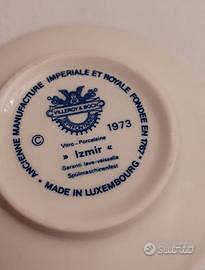 ANCIENNE MANUFACTURE IMPERIALE ET ROYALE FONDEE EN 1767
VILLEROY & BOCH
© 1973
Vitro-Porcelaine
» Izmir «
Garanti lave-vaisselle
Spülmaschinenfest
• MADE IN LUXEMBOURG •
subito